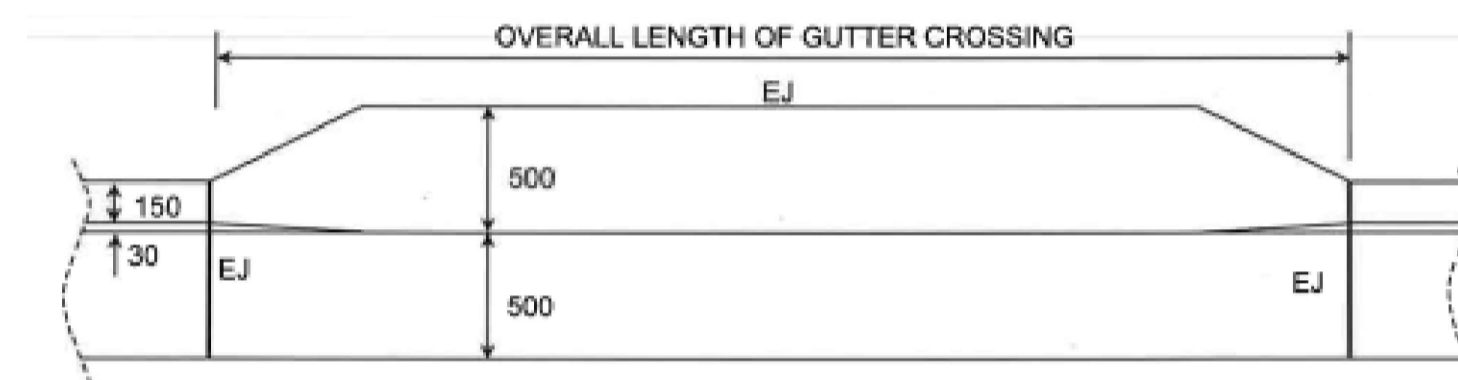 OVERALL LENGTH OF GUTTER CROSSING
EJ
500
150
30
EJ
EJ
500